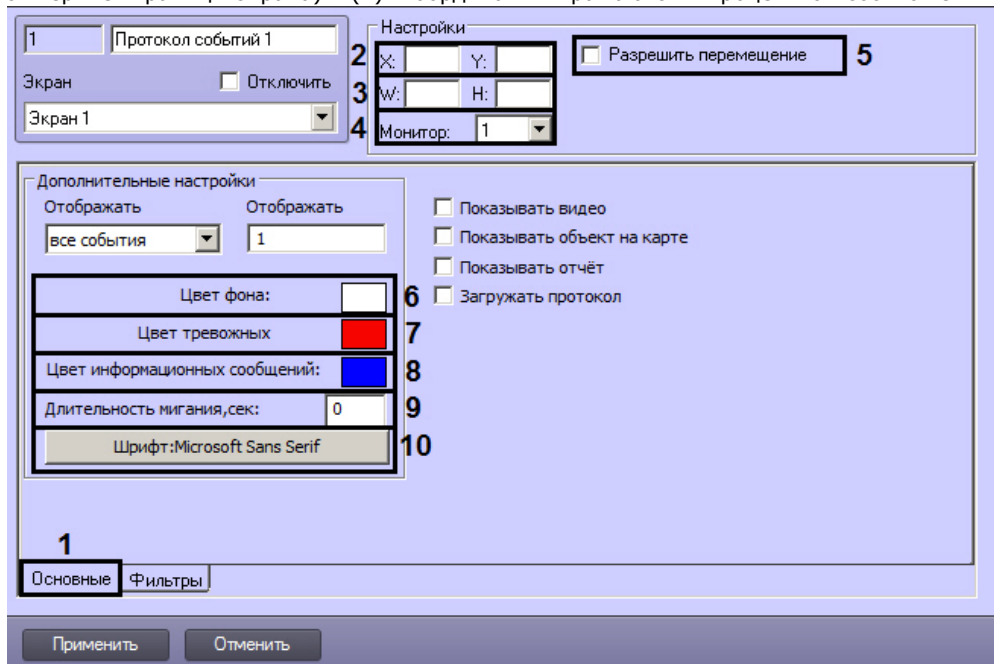 1 Протокол событий 1
Экран Отключить
Экран 1
Настройки
2 X: Y: Разрешить перемещение 5
3 W: H:
4 Монитор: 1
Дополнительные настройки
Отображать Отображать
все события 1
Показывать видео
Показывать объект на карте
Показывать отчёт
Загружать протокол
Цвет фона: 6
Цвет тревожных 7
Цвет информационных сообщений: 8
Длительность мигания,сек: 0 9
Шрифт:Microsoft Sans Serif 10
1
Основные Фильтры
Применить Отменить